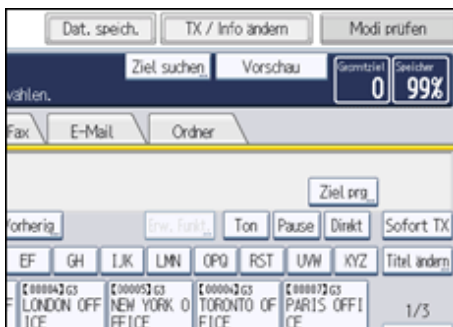 Dat. speich. TX / Info ändern Modi prüfen
Ziel suchen Vorschau Gesamtziel Speicher
wählen. 0 99%
Fax E-Mail Ordner
Ziel prg.
Vorherig. Erw. Funkt. Ton Pause Direkt Sofort TX
EF GH IJK LMN OPQ RST UVW XYZ Titel ändern
[00004]G3 [00005]G3 [00006]G3 [00007]G3
F LONDON OFF NEW YORK O TORONTO OF PARIS OFFI 1/3
ICE FFICE FICE CE